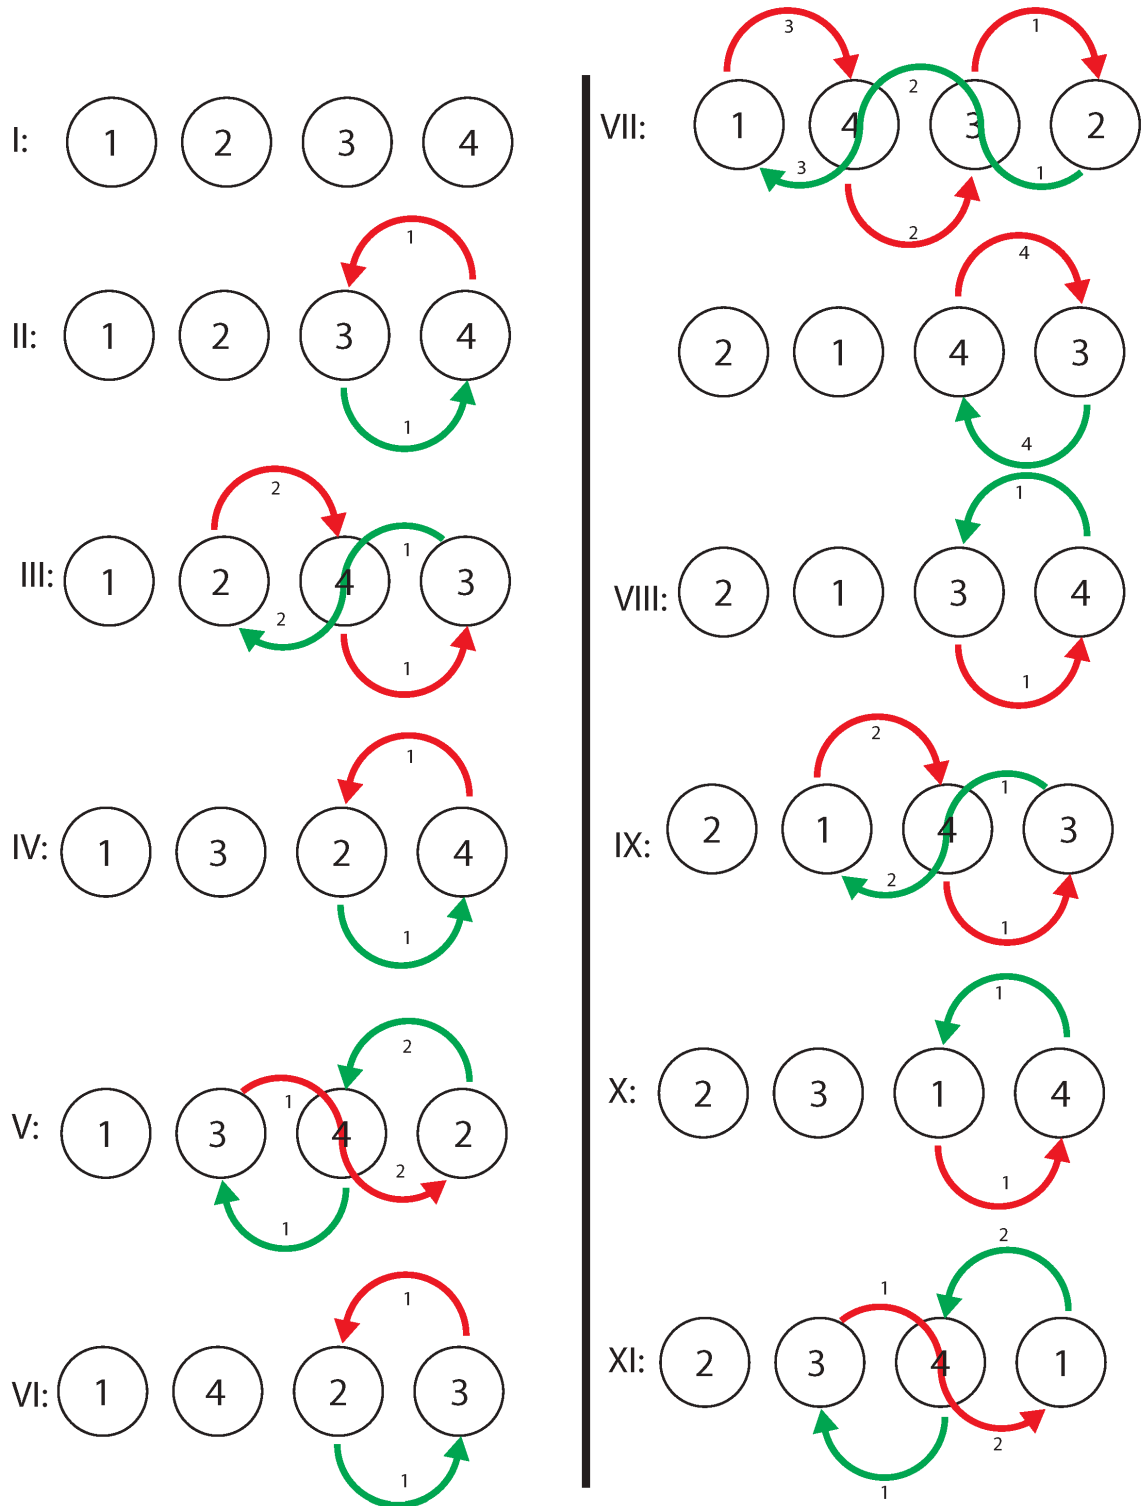 I: 1 2 3 4
1
II: 1 2 3 4
1
2
1
III: 1 2 4 3
2
1
1
IV: 1 3 2 4
1
2
1
V: 1 3 4 2
2
1
1
VI: 1 4 2 3
1
3 1
2
VII: 1 4 3 2
3 1
2
4
2 1 4 3
4
1
VIII: 2 1 3 4
1
2
1
IX: 2 1 4 3
2
1
1
X: 2 3 1 4
1
2
1
XI: 2 3 4 1
2
1